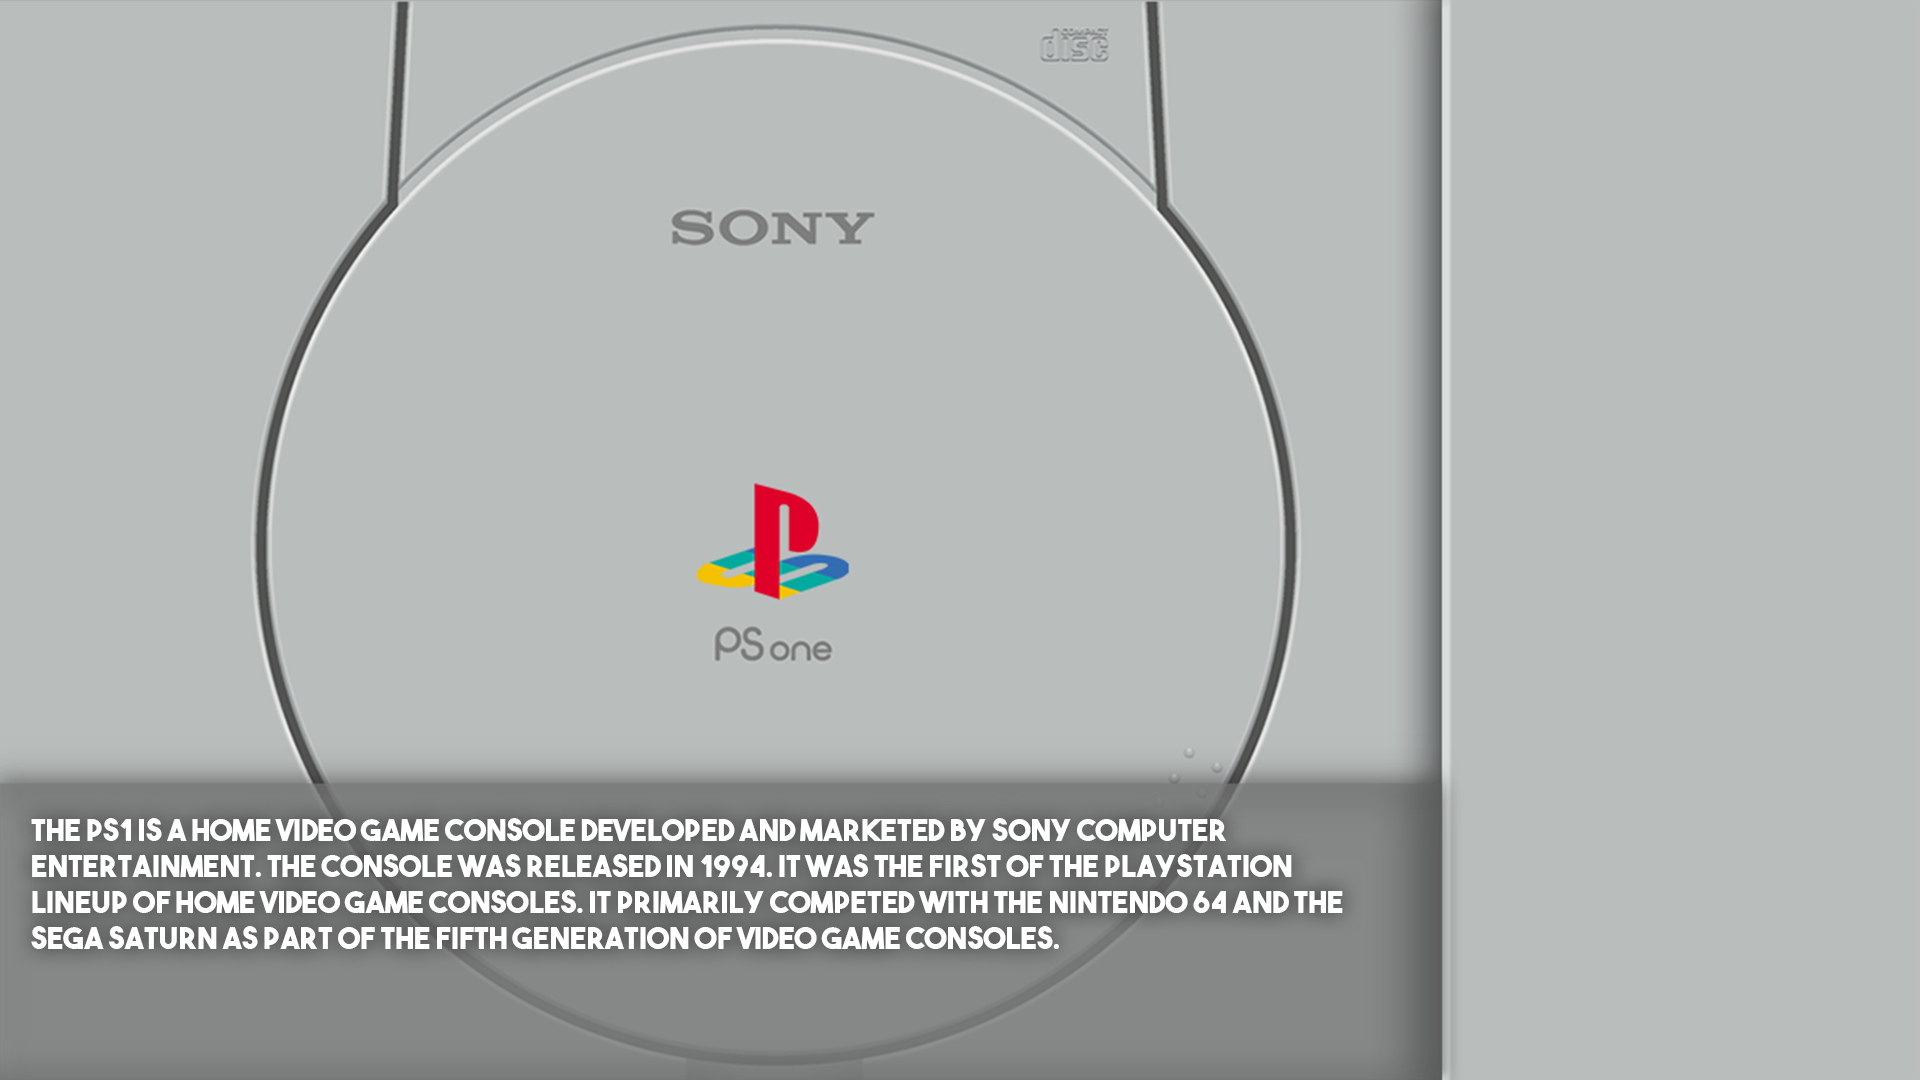 COMPACT
disc
SONY
PS one
THE PS1 IS A HOME VIDEO GAME CONSOLE DEVELOPED AND MARKETED BY SONY COMPUTER
ENTERTAINMENT. THE CONSOLE WAS RELEASED IN 1994. IT WAS THE FIRST OF THE PLAYSTATION
LINEUP OF HOME VIDEO GAME CONSOLES. IT PRIMARILY COMPETED WITH THE NINTENDO 64 AND THE
SEGA SATURN AS PART OF THE FIFTH GENERATION OF VIDEO GAME CONSOLES.